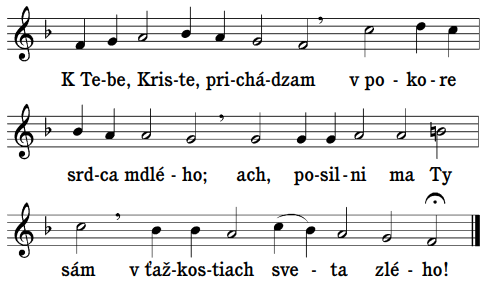 K Te-be, Kris-te, pri-chá-dzam v po - ko - re
srd-ca mdlé - ho; ach, po-sil-ni ma Ty
sám v ťaž-kos-tiach sve - ta zlé - ho!